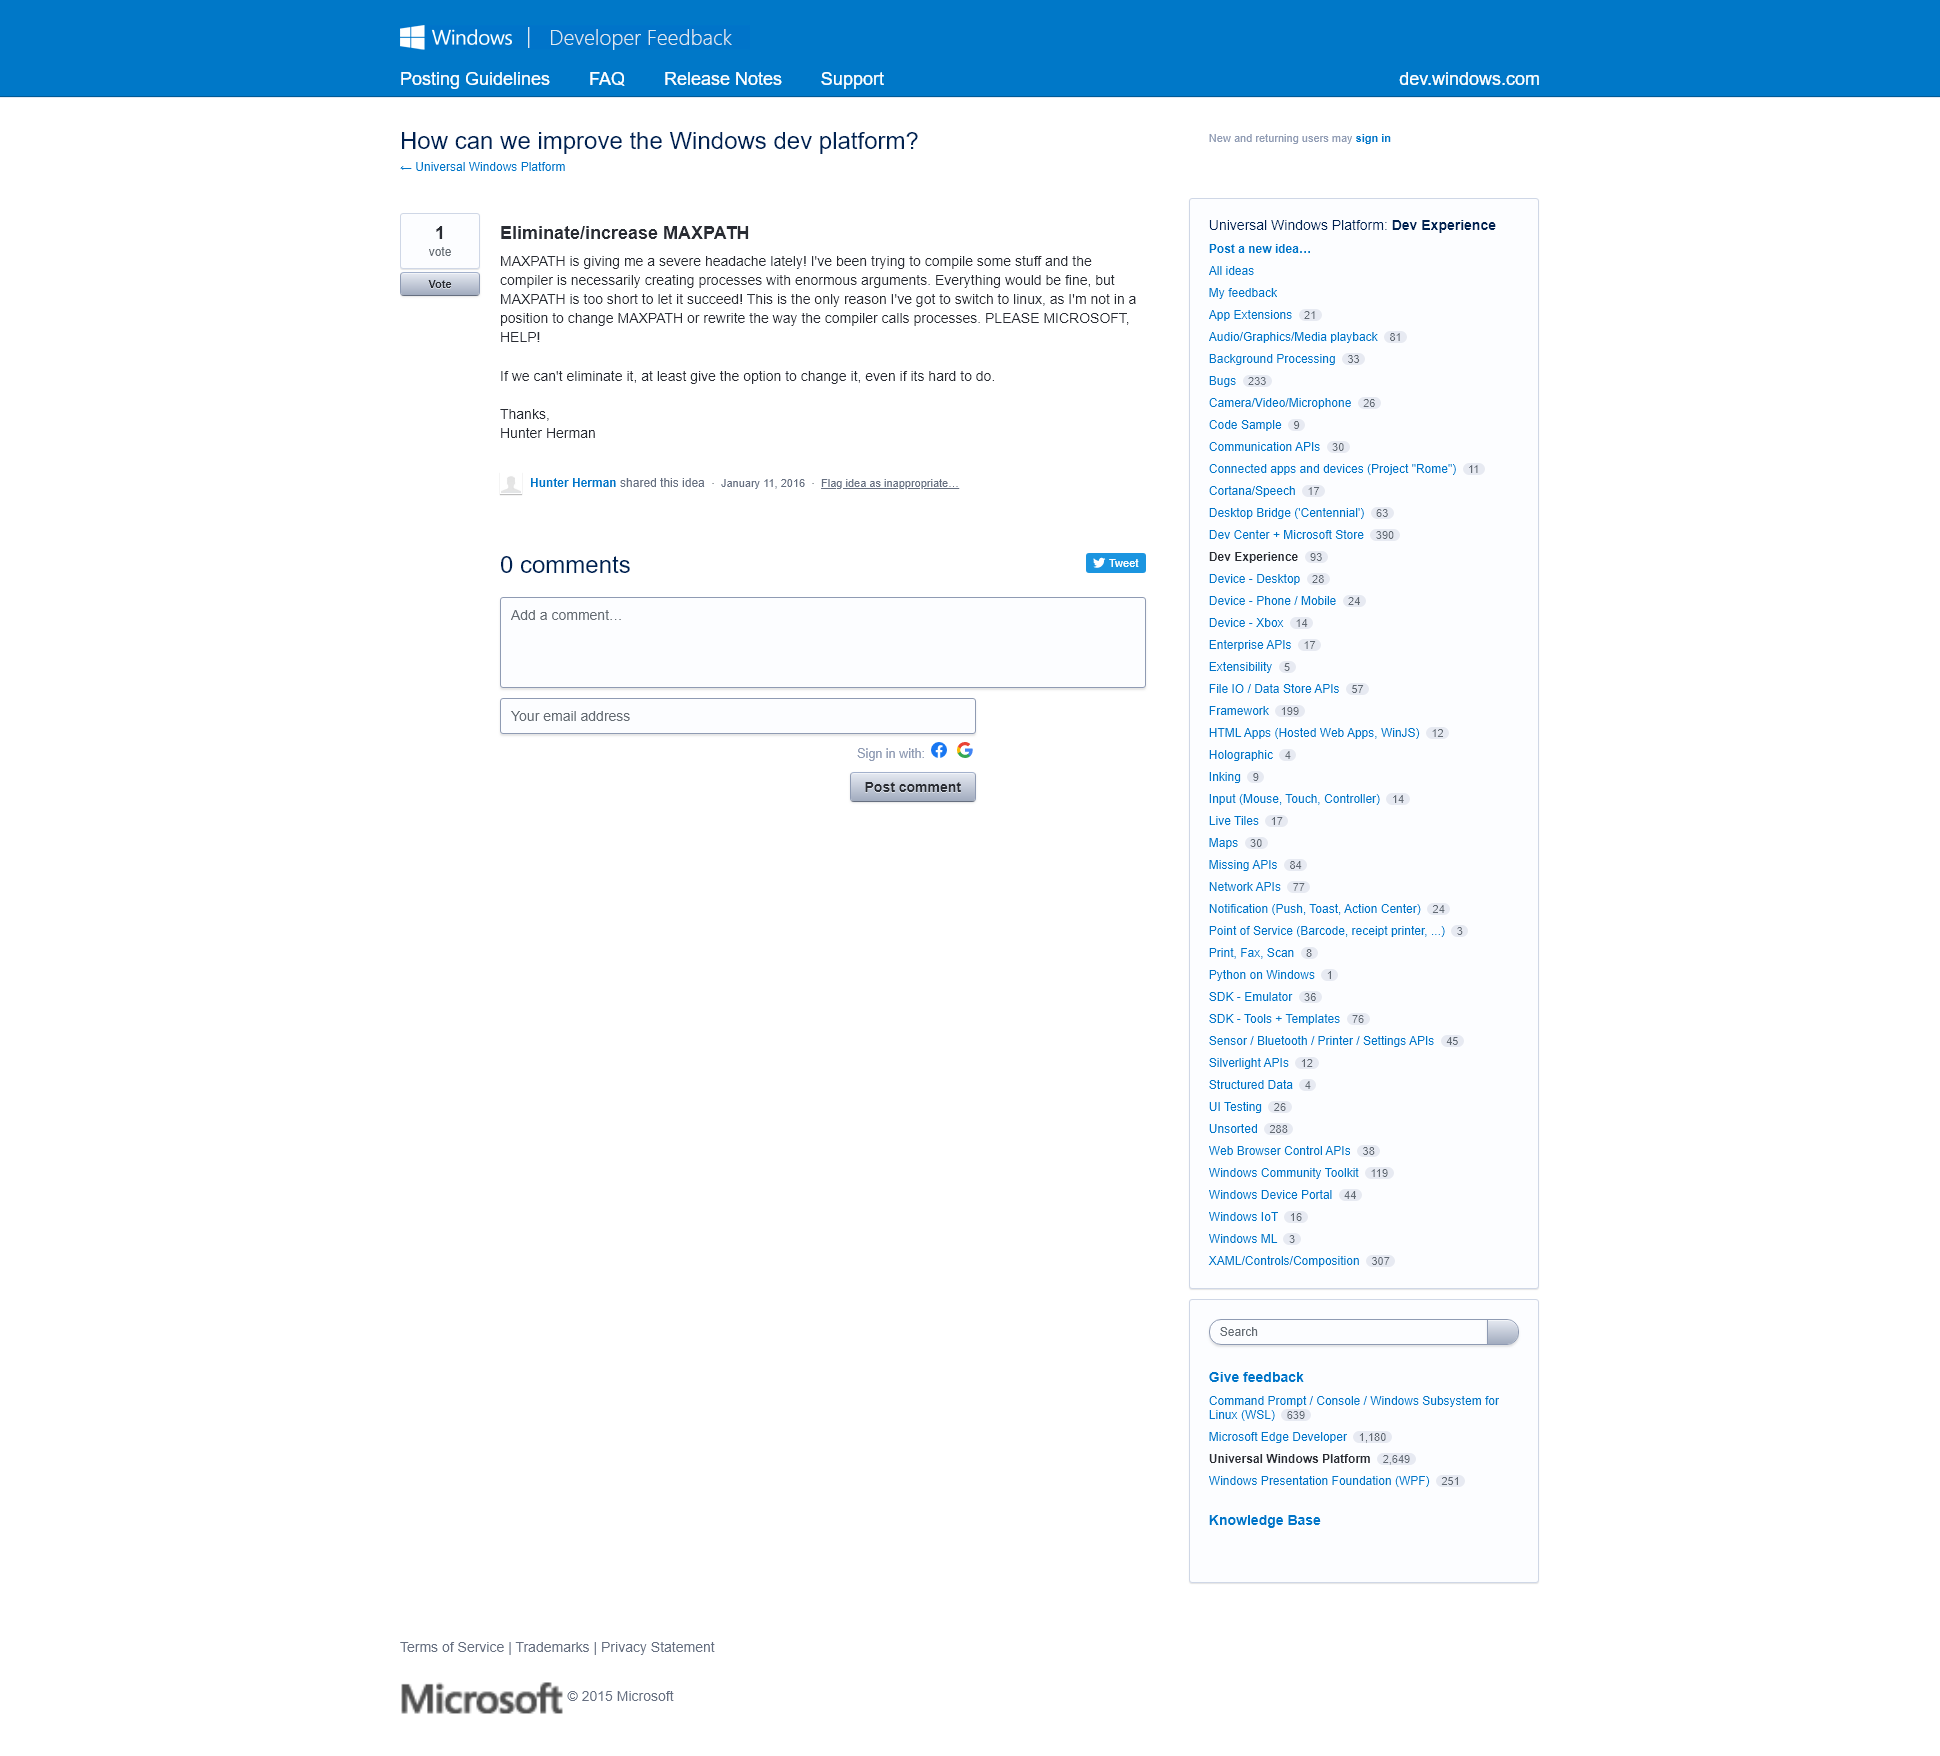 Windows | Developer Feedback
Posting Guidelines FAQ Release Notes Support dev.windows.com
How can we improve the Windows dev platform?
← Universal Windows Platform
New and returning users may sign in
1
vote
Vote
Eliminate/increase MAXPATH
MAXPATH is giving me a severe headache lately! I've been trying to compile some stuff and the
compiler is necessarily creating processes with enormous arguments. Everything would be fine, but
MAXPATH is too short to let it succeed! This is the only reason I've got to switch to linux, as I'm not in a
position to change MAXPATH or rewrite the way the compiler calls processes. PLEASE MICROSOFT,
HELP!
If we can't eliminate it, at least give the option to change it, even if its hard to do.
Thanks,
Hunter Herman
Hunter Herman shared this idea · January 11, 2016 · Flag idea as inappropriate…
0 comments
Tweet
Add a comment…
Your email address
Sign in with:
Post comment
Universal Windows Platform: Dev Experience
Post a new idea…
All ideas
My feedback
App Extensions 21
Audio/Graphics/Media playback 81
Background Processing 33
Bugs 233
Camera/Video/Microphone 26
Code Sample 9
Communication APIs 30
Connected apps and devices (Project "Rome") 11
Cortana/Speech 17
Desktop Bridge ('Centennial') 63
Dev Center + Microsoft Store 390
Dev Experience 93
Device - Desktop 28
Device - Phone / Mobile 24
Device - Xbox 14
Enterprise APIs 17
Extensibility 5
File IO / Data Store APIs 57
Framework 199
HTML Apps (Hosted Web Apps, WinJS) 12
Holographic 4
Inking 9
Input (Mouse, Touch, Controller) 14
Live Tiles 17
Maps 30
Missing APIs 84
Network APIs 77
Notification (Push, Toast, Action Center) 24
Point of Service (Barcode, receipt printer, ...) 3
Print, Fax, Scan 8
Python on Windows 1
SDK - Emulator 36
SDK - Tools + Templates 76
Sensor / Bluetooth / Printer / Settings APIs 45
Silverlight APIs 12
Structured Data 4
UI Testing 26
Unsorted 288
Web Browser Control APIs 38
Windows Community Toolkit 119
Windows Device Portal 44
Windows IoT 16
Windows ML 3
XAML/Controls/Composition 307
Search
Give feedback
Command Prompt / Console / Windows Subsystem for
Linux (WSL) 639
Microsoft Edge Developer 1,180
Universal Windows Platform 2,649
Windows Presentation Foundation (WPF) 251
Knowledge Base
Terms of Service | Trademarks | Privacy Statement
Microsoft © 2015 Microsoft